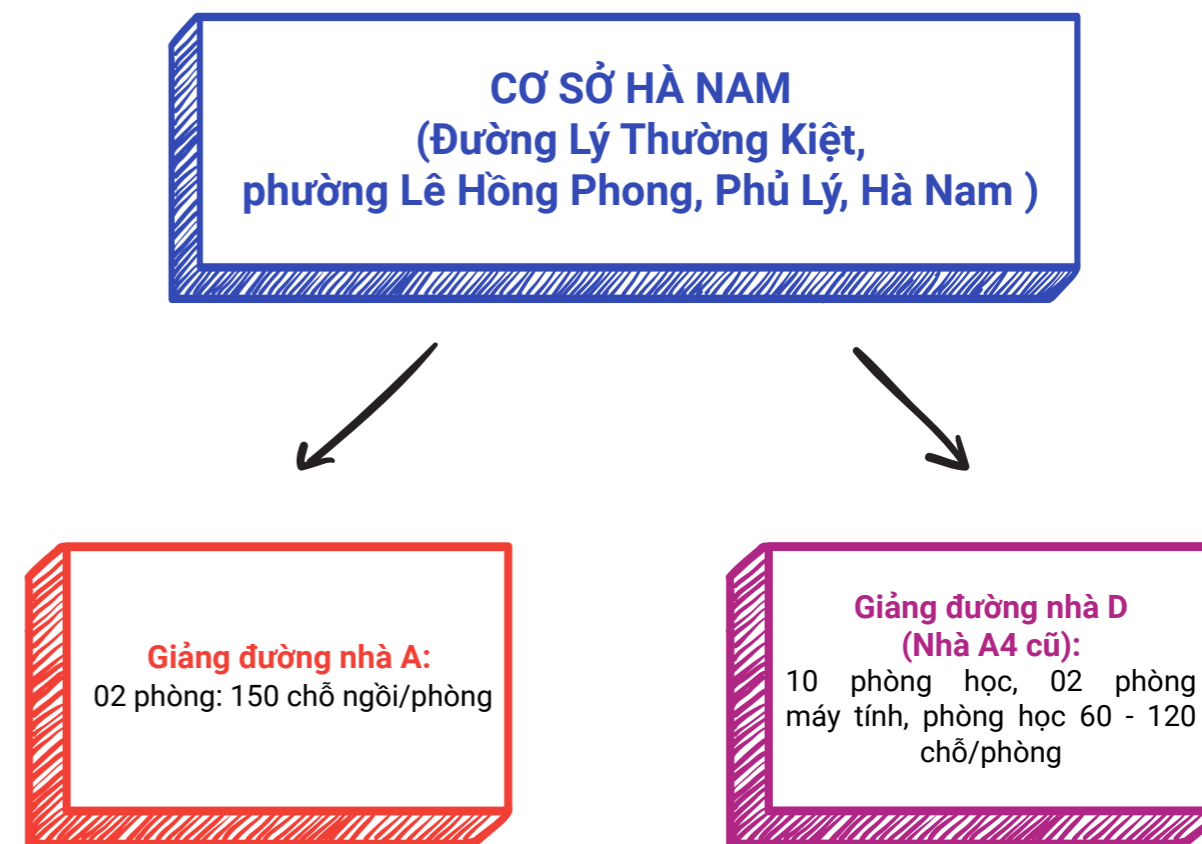 CƠ SỞ HÀ NAM
(Đường Lý Thường Kiệt,
phường Lê Hồng Phong, Phủ Lý, Hà Nam )
Giảng đường nhà A:
02 phòng: 150 chỗ ngồi/phòng
Giảng đường nhà D
(Nhà A4 cũ):
10 phòng học, 02 phòng
máy tính, phòng học 60 - 120
chỗ/phòng